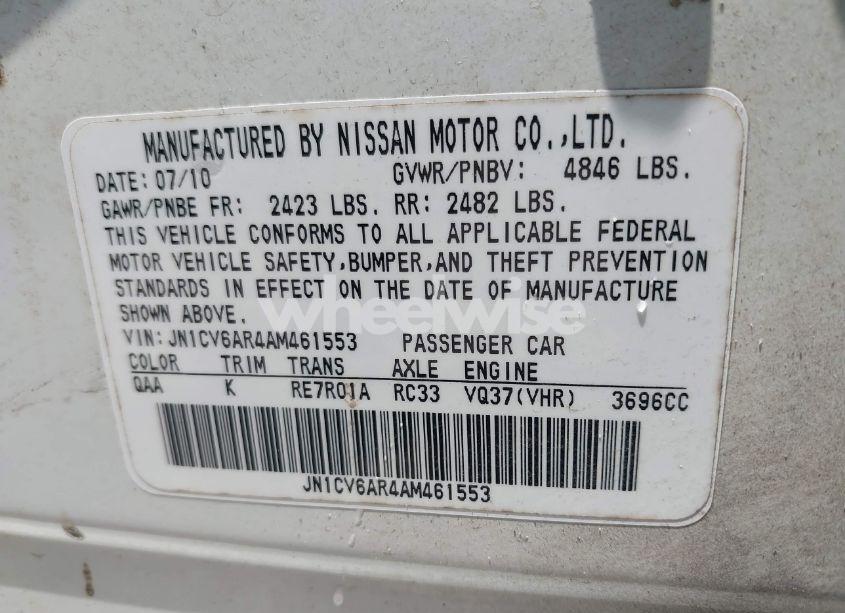 MANUFACTURED BY NISSAN MOTOR CO.,LTD.
DATE: 07/10 GVWR/PNBV: 4846 LBS.
GAWR/PNBE FR: 2423 LBS. RR: 2482 LBS.
THIS VEHICLE CONFORMS TO ALL APPLICABLE FEDERAL
MOTOR VEHICLE SAFETY,BUMPER,AND THEFT PREVENTION
STANDARDS IN EFFECT ON THE DATE OF MANUFACTURE
SHOWN ABOVE.
wheelwise
VIN: JN1CV6AR4AM461553 PASSENGER CAR
COLOR TRIM TRANS AXLE ENGINE
QAA K RE7R01A RC33 VQ37(VHR) 3696CC
JN1CV6AR4AM461553